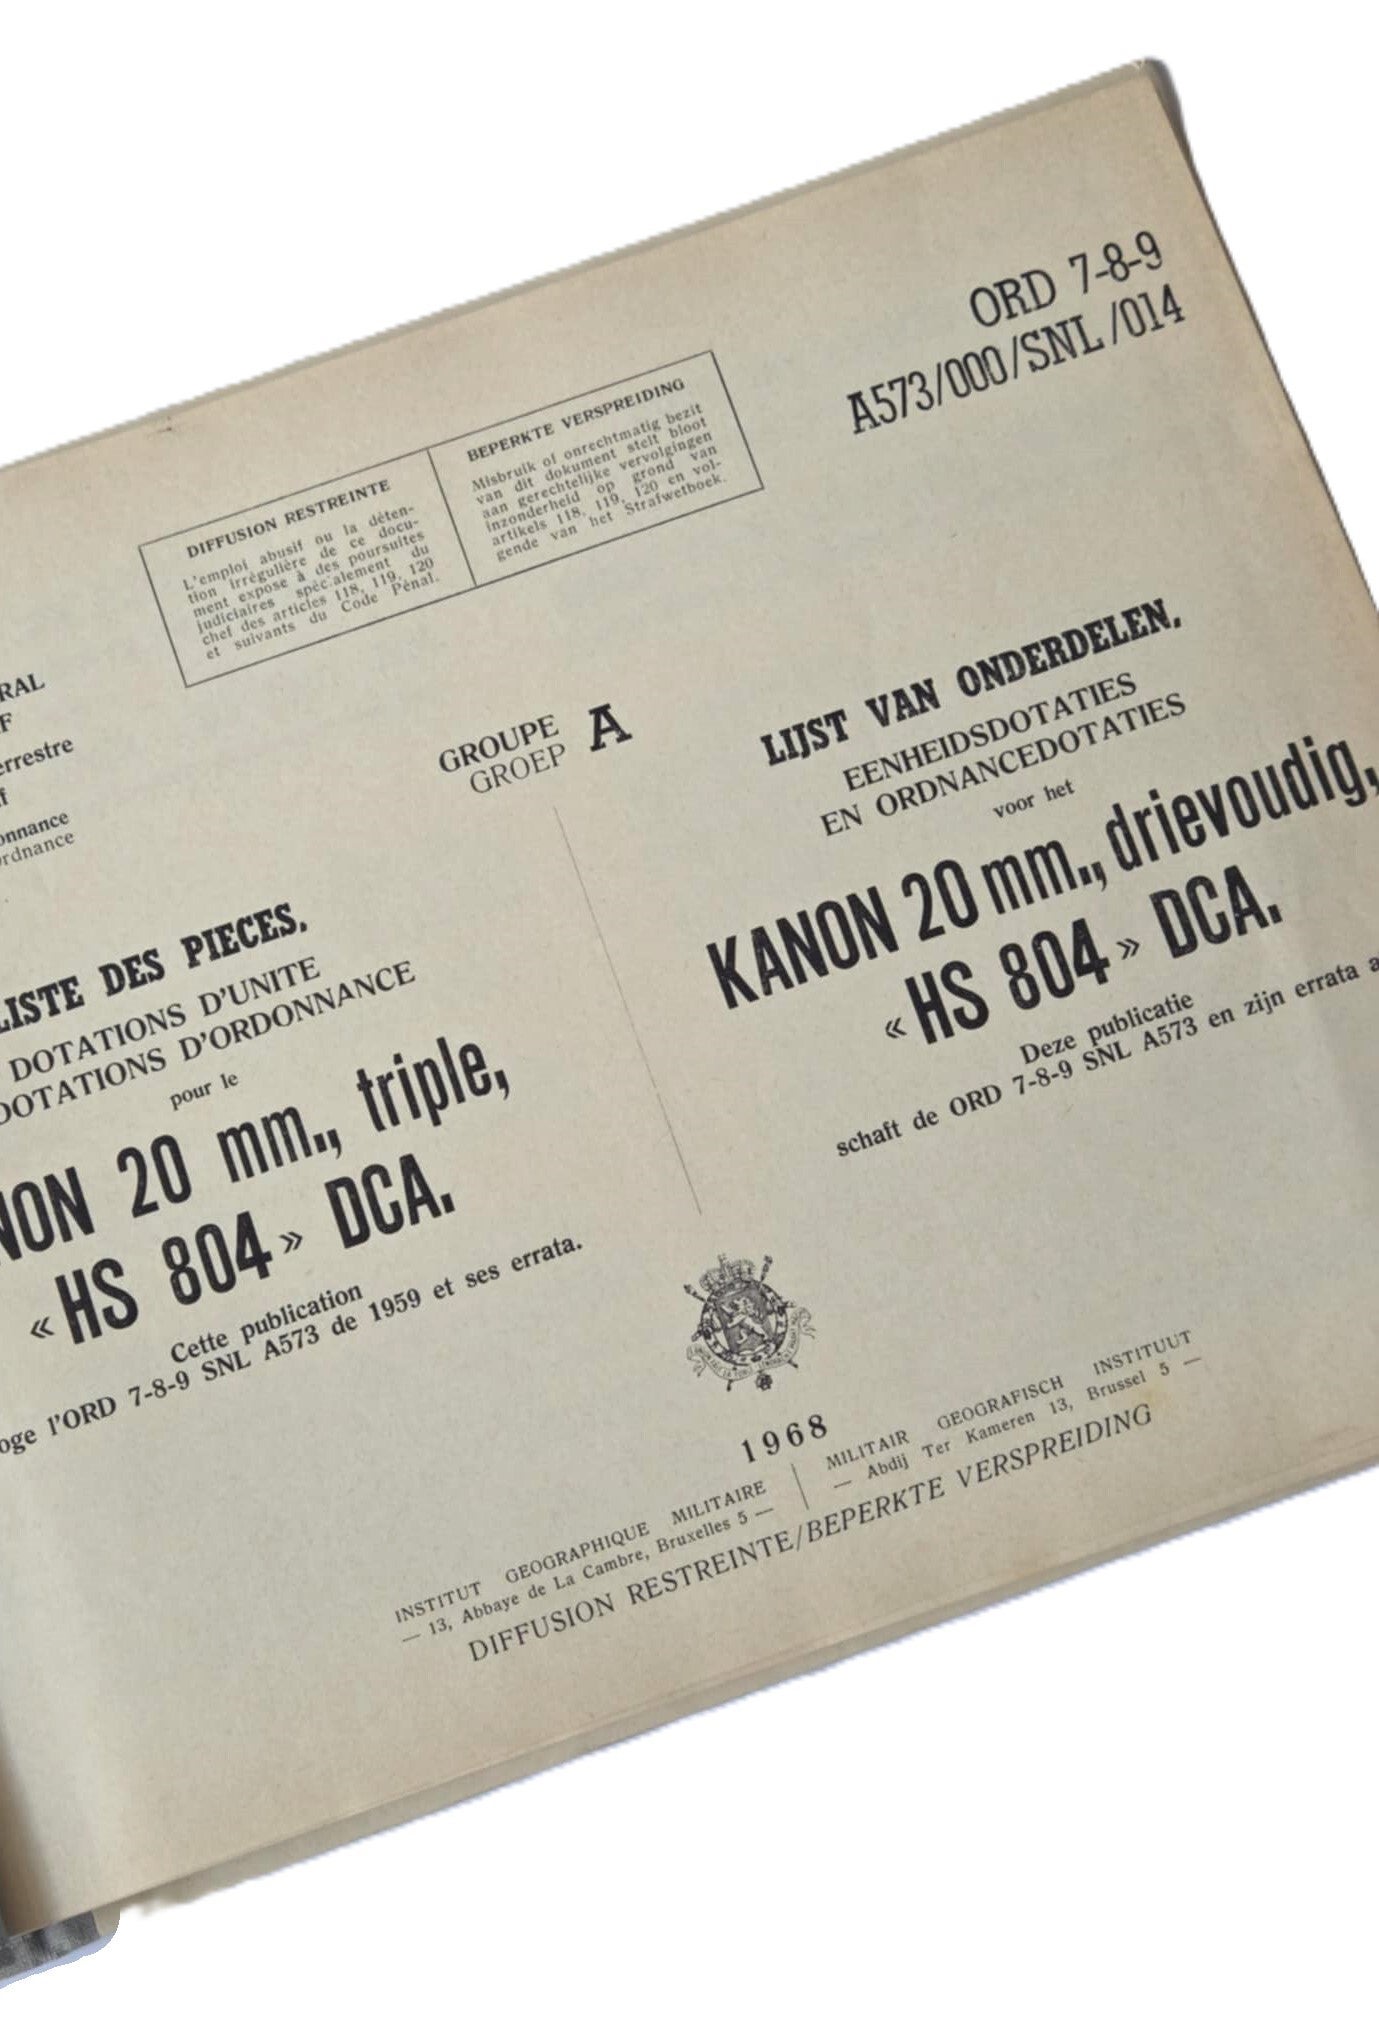 ORD 7-8-9
A573/000/SNL/014
DIFFUSION RESTREINTE
L'emploi abusif ou la déten-
tion irrégulière de ce docu-
ment expose à des poursuites
judiciaires spécialement du
chef des articles 118, 119, 120
et suivants du Code Pénal.
BEPERKTE VERSPREIDING
Misbruik of onrechtmatig bezit
van dit dokument stelt bloot
aan gerechtelijke vervolgingen
inzonderheid op grond van
artikels 118, 119, 120 en vol-
gende van het Strafwetboek.
RAL
F
errestre
f
onnance
rdnance
GROUPE A
GROEP
LISTE DES PIECES.
DOTATIONS D'UNITE
DOTATIONS D'ORDONNANCE
pour le
NON 20 mm., triple,
« HS 804 » DCA.
Cette publication
oge l'ORD 7-8-9 SNL A573 de 1959 et ses errata.
LIJST VAN ONDERDELEN.
EENHEIDSDOTATIES
EN ORDNANCEDOTATIES
voor het
KANON 20 mm., drievoudig,
« HS 804 » DCA.
Deze publicatie
schaft de ORD 7-8-9 SNL A573 en zijn errata a
1968
INSTITUT GEOGRAPHIQUE MILITAIRE
— 13, Abbaye de La Cambre, Bruxelles 5 —
MILITAIR GEOGRAFISCH INSTITUUT
— Abdij Ter Kameren 13, Brussel 5 —
DIFFUSION RESTREINTE/BEPERKTE VERSPREIDING